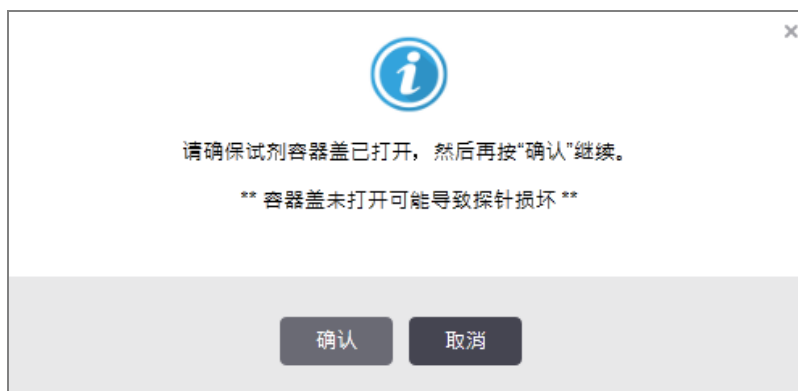 请确保试剂容器盖已打开，然后再按“确认”继续。
** 容器盖未打开可能导致探针损坏 **
确认
取消